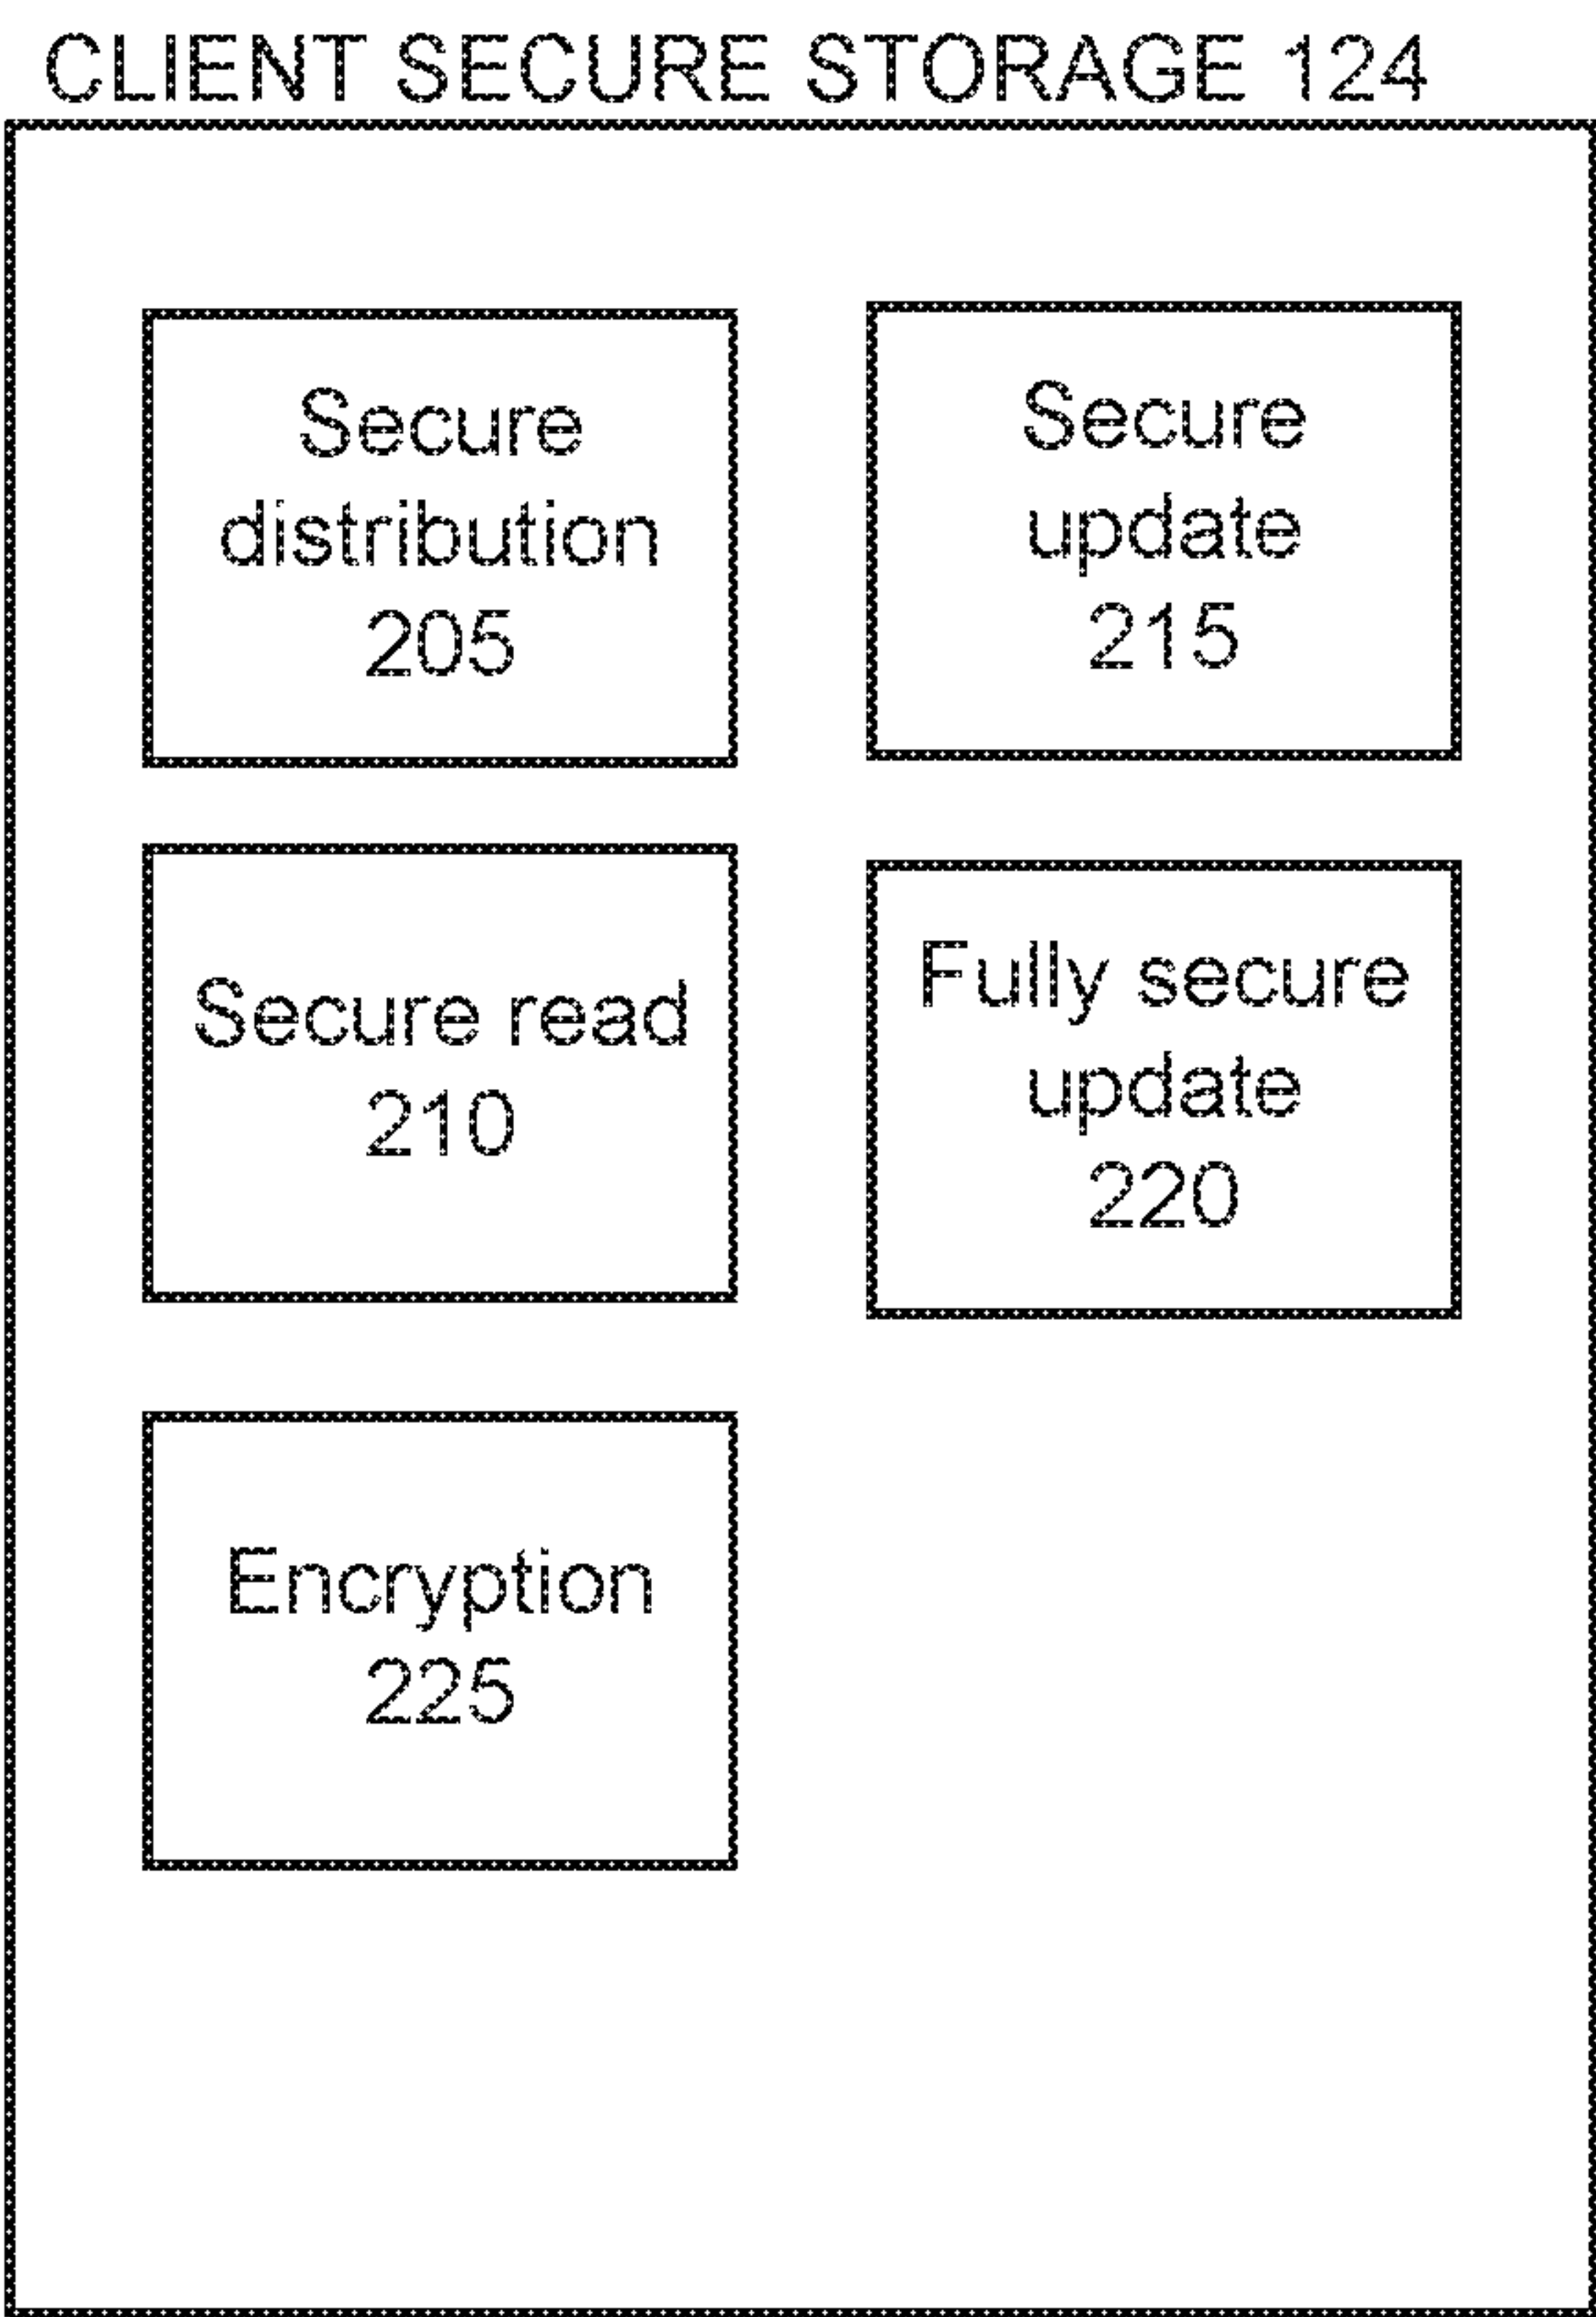 CLIENT SECURE STORAGE 124
Secure
distribution
205
Secure
update
215
Secure read
210
Fully secure
update
220
Encryption
225